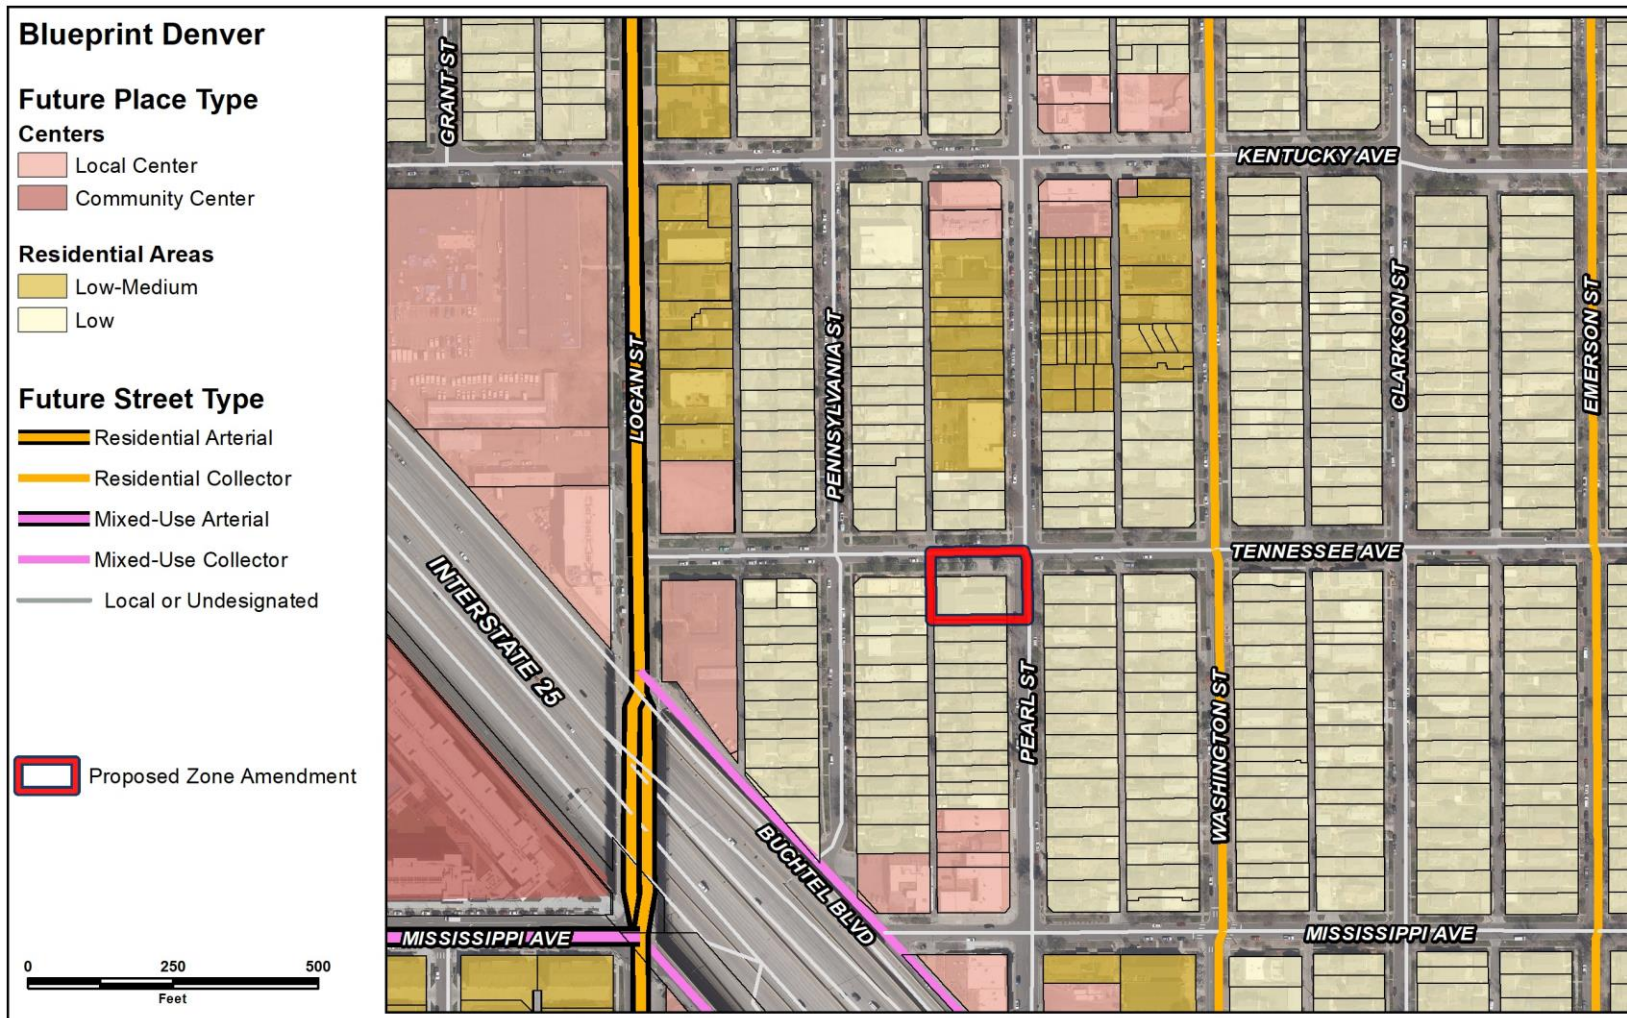 Blueprint Denver
Future Place Type
Centers
Local Center
Community Center
Residential Areas
Low-Medium
Low
Future Street Type
Residential Arterial
Residential Collector
Mixed-Use Arterial
Mixed-Use Collector
Local or Undesignated
Proposed Zone Amendment
0 250 500
Feet
GRANT ST
LOGAN ST
PENNSYLVANIA ST
KENTUCKY AVE
CLARKSON ST
EMERSON ST
TENNESSEE AVE
INTERSTATE 25
PEARL ST
WASHINGTON ST
BUCHTEL BLVD
MISSISSIPPI AVE
MISSISSIPPI AVE